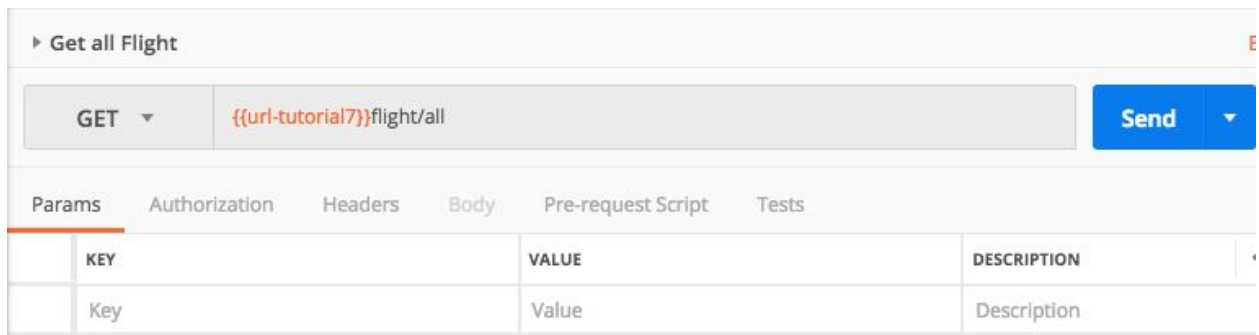 Get all Flight
E
GET {{url-tutorial7}}flight/all Send
Params Authorization Headers Body Pre-request Script Tests
KEY VALUE DESCRIPTION
Key Value Description